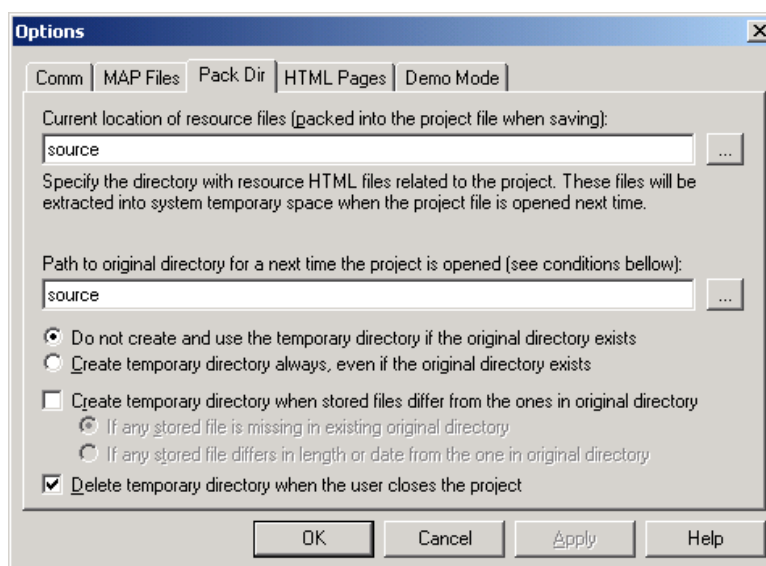 Options
Comm MAP Files Pack Dir HTML Pages Demo Mode
Current location of resource files (packed into the project file when saving):
source
...
Specify the directory with resource HTML files related to the project. These files will be
extracted into system temporary space when the project file is opened next time.
Path to original directory for a next time the project is opened (see conditions bellow):
source
...
Do not create and use the temporary directory if the original directory exists
Create temporary directory always, even if the original directory exists
Create temporary directory when stored files differ from the ones in original directory
If any stored file is missing in existing original directory
If any stored file differs in length or date from the one in original directory
Delete temporary directory when the user closes the project
OK Cancel Apply Help